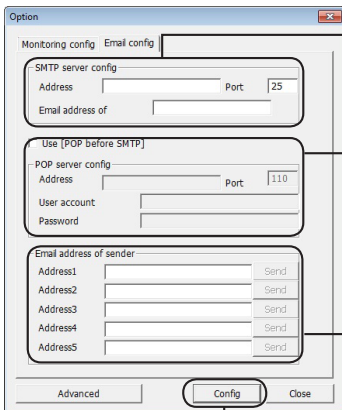 Option
Monitoring config Email config
SMTP server config
Address Port 25
Email address of
Use [POP before SMTP]
POP server config
Address Port 110
User account
Password
Email address of sender
Address1 Send
Address2 Send
Address3 Send
Address4 Send
Address5 Send
Advanced Config Close